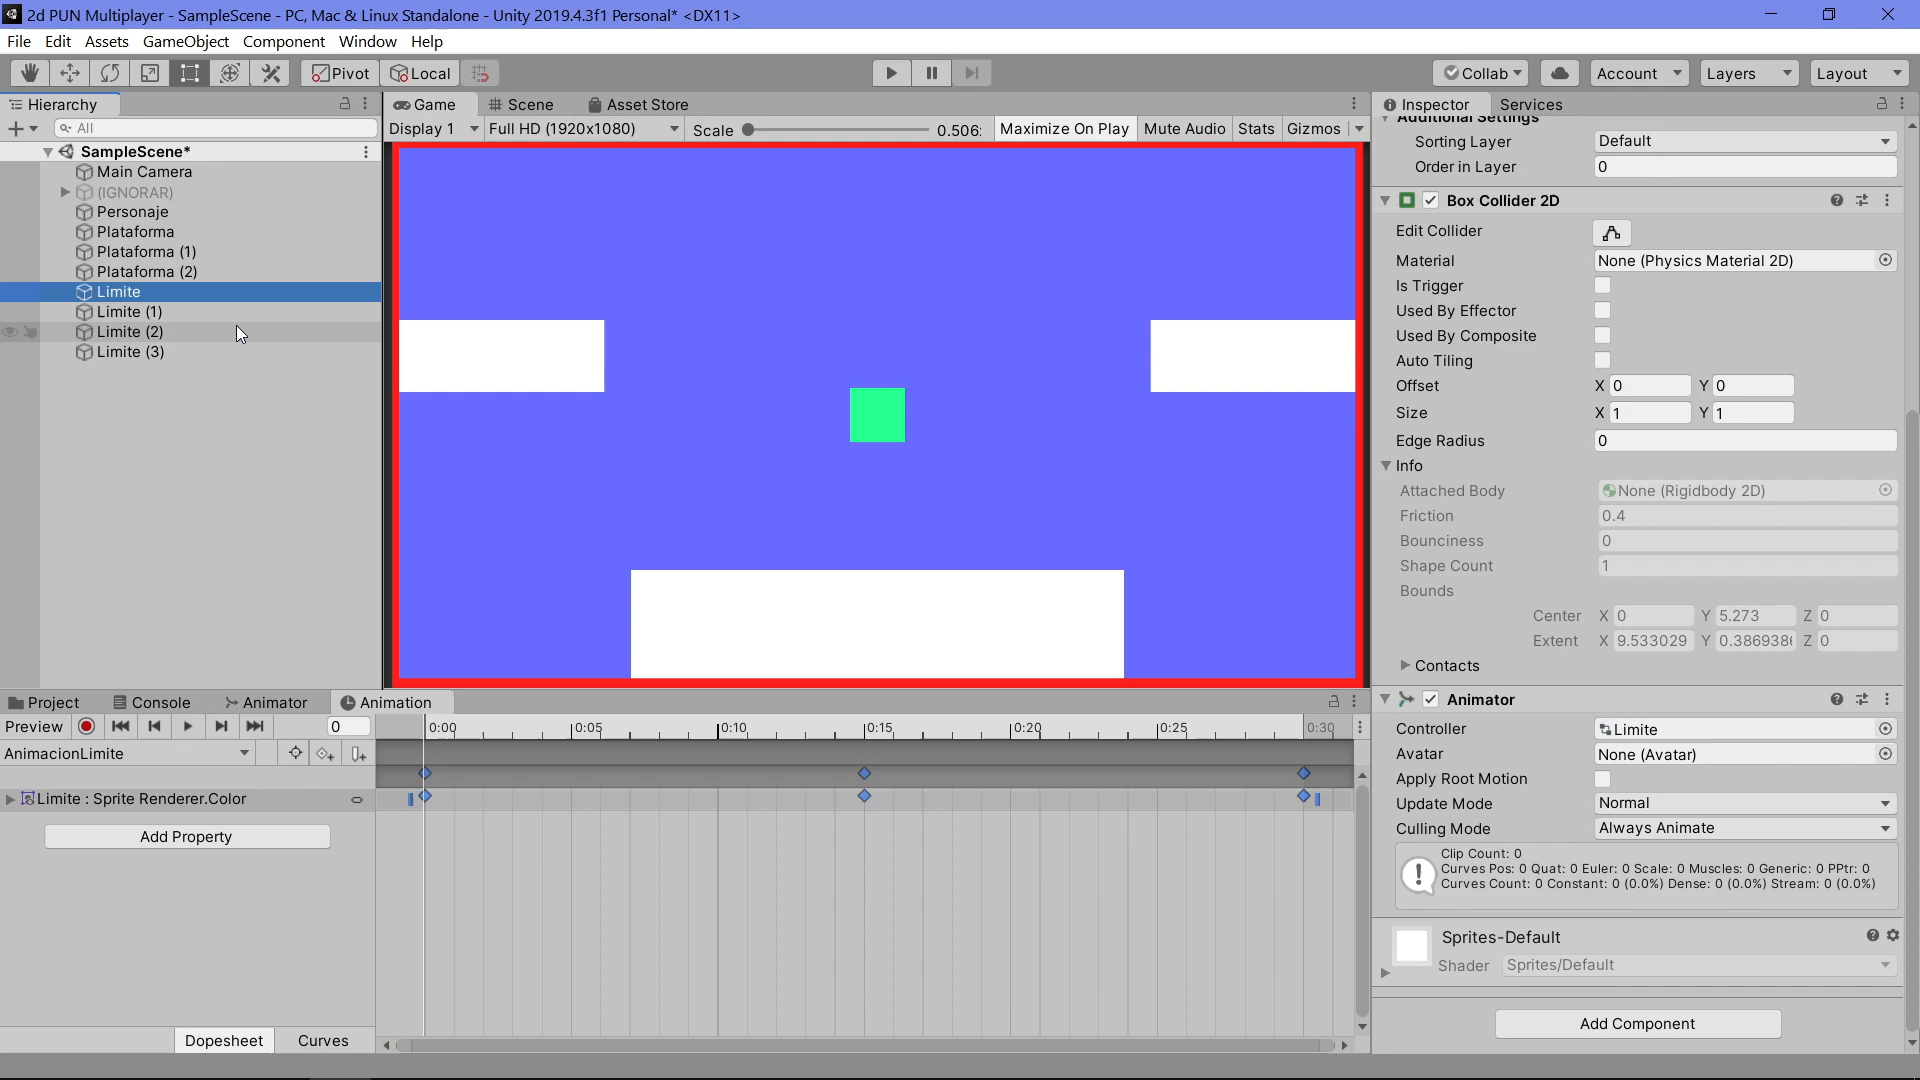 2d PUN Multiplayer - SampleScene - PC, Mac & Linux Standalone - Unity 2019.4.3f1 Personal* <DX11>
File Edit Assets GameObject Component Window Help
Pivot Local Collab Account Layers Layout
Hierarchy
All
SampleScene*
Main Camera
(IGNORAR)
Personaje
Plataforma
Plataforma (1)
Plataforma (2)
Limite
Limite (1)
Limite (2)
Limite (3)
Game Scene Asset Store
Display 1 Full HD (1920x1080) Scale 0.506: Maximize On Play Mute Audio Stats Gizmos
Inspector Services
Additional Settings
Sorting Layer Default
Order in Layer 0
Box Collider 2D
Edit Collider
Material None (Physics Material 2D)
Is Trigger
Used By Effector
Used By Composite
Auto Tiling
Offset X 0 Y 0
Size X 1 Y 1
Edge Radius 0
Info
Attached Body None (Rigidbody 2D)
Friction 0.4
Bounciness 0
Shape Count 1
Bounds
Center X 0 Y 5.273 Z 0
Extent X 9.533029 Y 0.386938 Z 0
Contacts
Animator
Controller Limite
Avatar None (Avatar)
Apply Root Motion
Update Mode Normal
Culling Mode Always Animate
Clip Count: 0
Curves Pos: 0 Quat: 0 Euler: 0 Scale: 0 Muscles: 0 Generic: 0 PPtr: 0
Curves Count: 0 Constant: 0 (0.0%) Dense: 0 (0.0%) Stream: 0 (0.0%)
Sprites-Default
Shader Sprites/Default
Add Component
Project Console Animator Animation
Preview 0 0:00 0:05 0:10 0:15 0:20 0:25 0:30
AnimacionLimite
Limite : Sprite Renderer.Color
Add Property
Dopesheet Curves